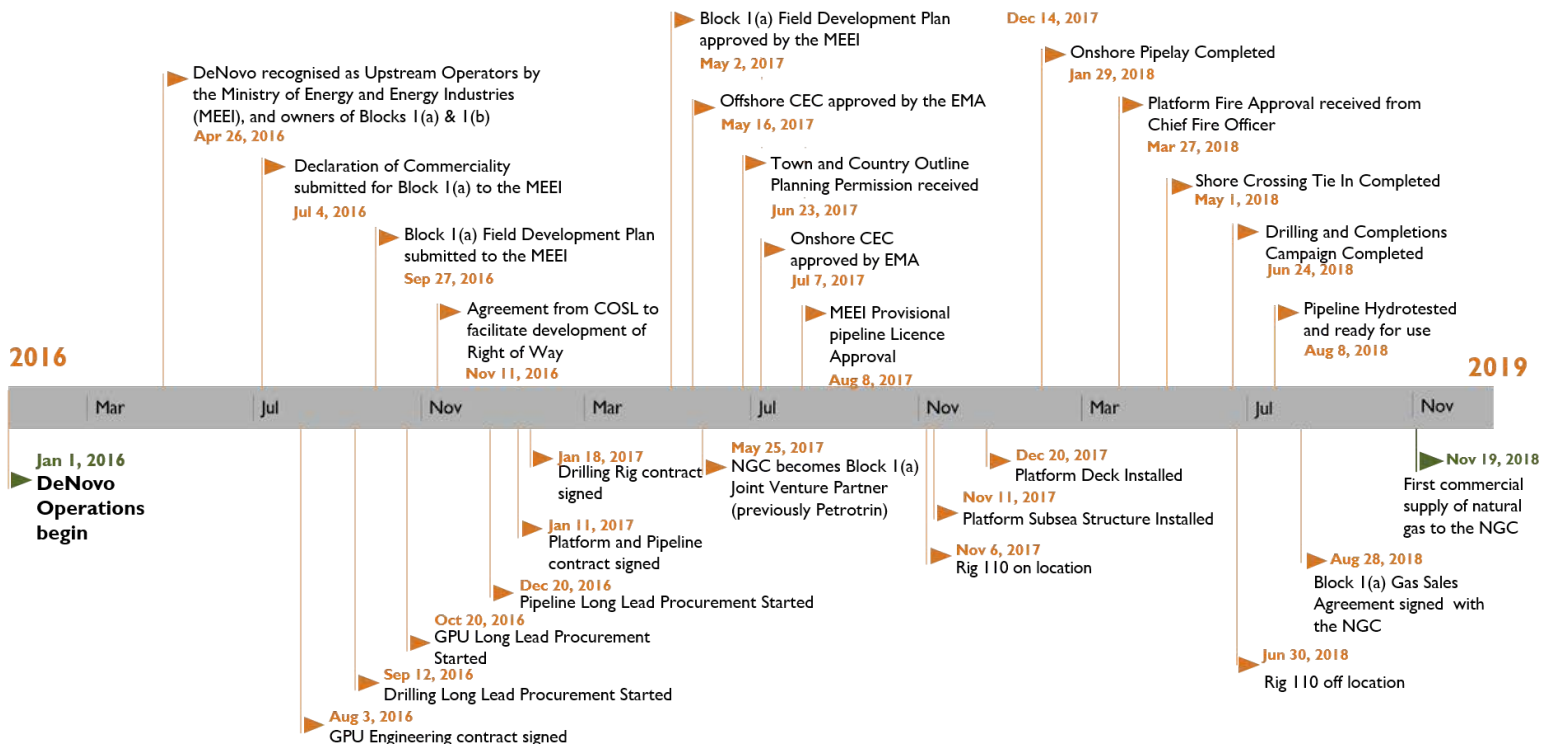 DeNovo recognised as Upstream Operators by
the Ministry of Energy and Energy Industries
(MEEI), and owners of Blocks 1(a) & 1(b)
Apr 26, 2016
Declaration of Commerciality
submitted for Block 1(a) to the MEEI
Jul 4, 2016
Block 1(a) Field Development Plan
submitted to the MEEI
Sep 27, 2016
Agreement from COSL to
facilitate development of
Right of Way
Nov 11, 2016
Block 1(a) Field Development Plan
approved by the MEEI
May 2, 2017
Offshore CEC approved by the EMA
May 16, 2017
Town and Country Outline
Planning Permission received
Jun 23, 2017
Onshore CEC
approved by EMA
Jul 7, 2017
MEEI Provisional
pipeline Licence
Approval
Aug 8, 2017
Dec 14, 2017
Onshore Pipelay Completed
Jan 29, 2018
Platform Fire Approval received from
Chief Fire Officer
Mar 27, 2018
Shore Crossing Tie In Completed
May 1, 2018
Drilling and Completions
Campaign Completed
Jun 24, 2018
Pipeline Hydrotested
and ready for use
Aug 8, 2018
2016
2019
Mar
Jul
Nov
Mar
Jul
Nov
Mar
Jul
Nov
Jan 1, 2016
DeNovo
Operations
begin
Aug 3, 2016
GPU Engineering contract signed
Sep 12, 2016
Drilling Long Lead Procurement Started
Oct 20, 2016
GPU Long Lead Procurement
Started
Dec 20, 2016
Pipeline Long Lead Procurement Started
Jan 11, 2017
Platform and Pipeline
contract signed
Jan 18, 2017
Drilling Rig contract
signed
May 25, 2017
NGC becomes Block 1(a)
Joint Venture Partner
(previously Petrotrin)
Nov 6, 2017
Rig 110 on location
Nov 11, 2017
Platform Subsea Structure Installed
Dec 20, 2017
Platform Deck Installed
Jun 30, 2018
Rig 110 off location
Aug 28, 2018
Block 1(a) Gas Sales
Agreement signed with
the NGC
Nov 19, 2018
First commercial
supply of natural
gas to the NGC